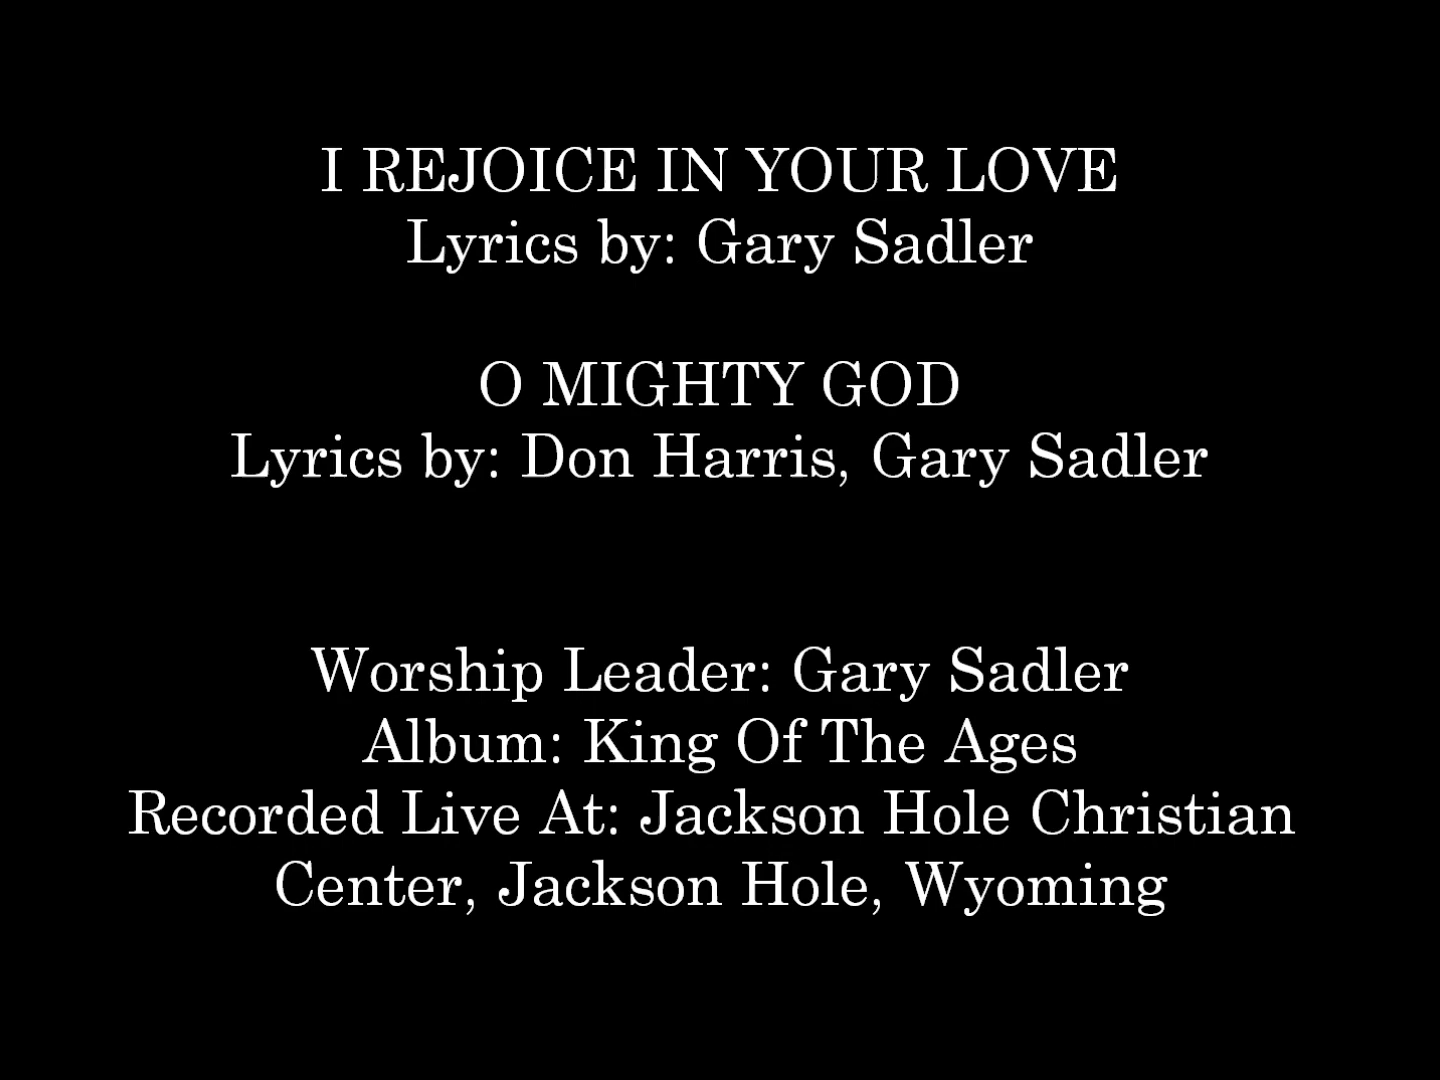 I REJOICE IN YOUR LOVE
Lyrics by: Gary Sadler
O MIGHTY GOD
Lyrics by: Don Harris, Gary Sadler
Worship Leader: Gary Sadler
Album: King Of The Ages
Recorded Live At: Jackson Hole Christian
Center, Jackson Hole, Wyoming